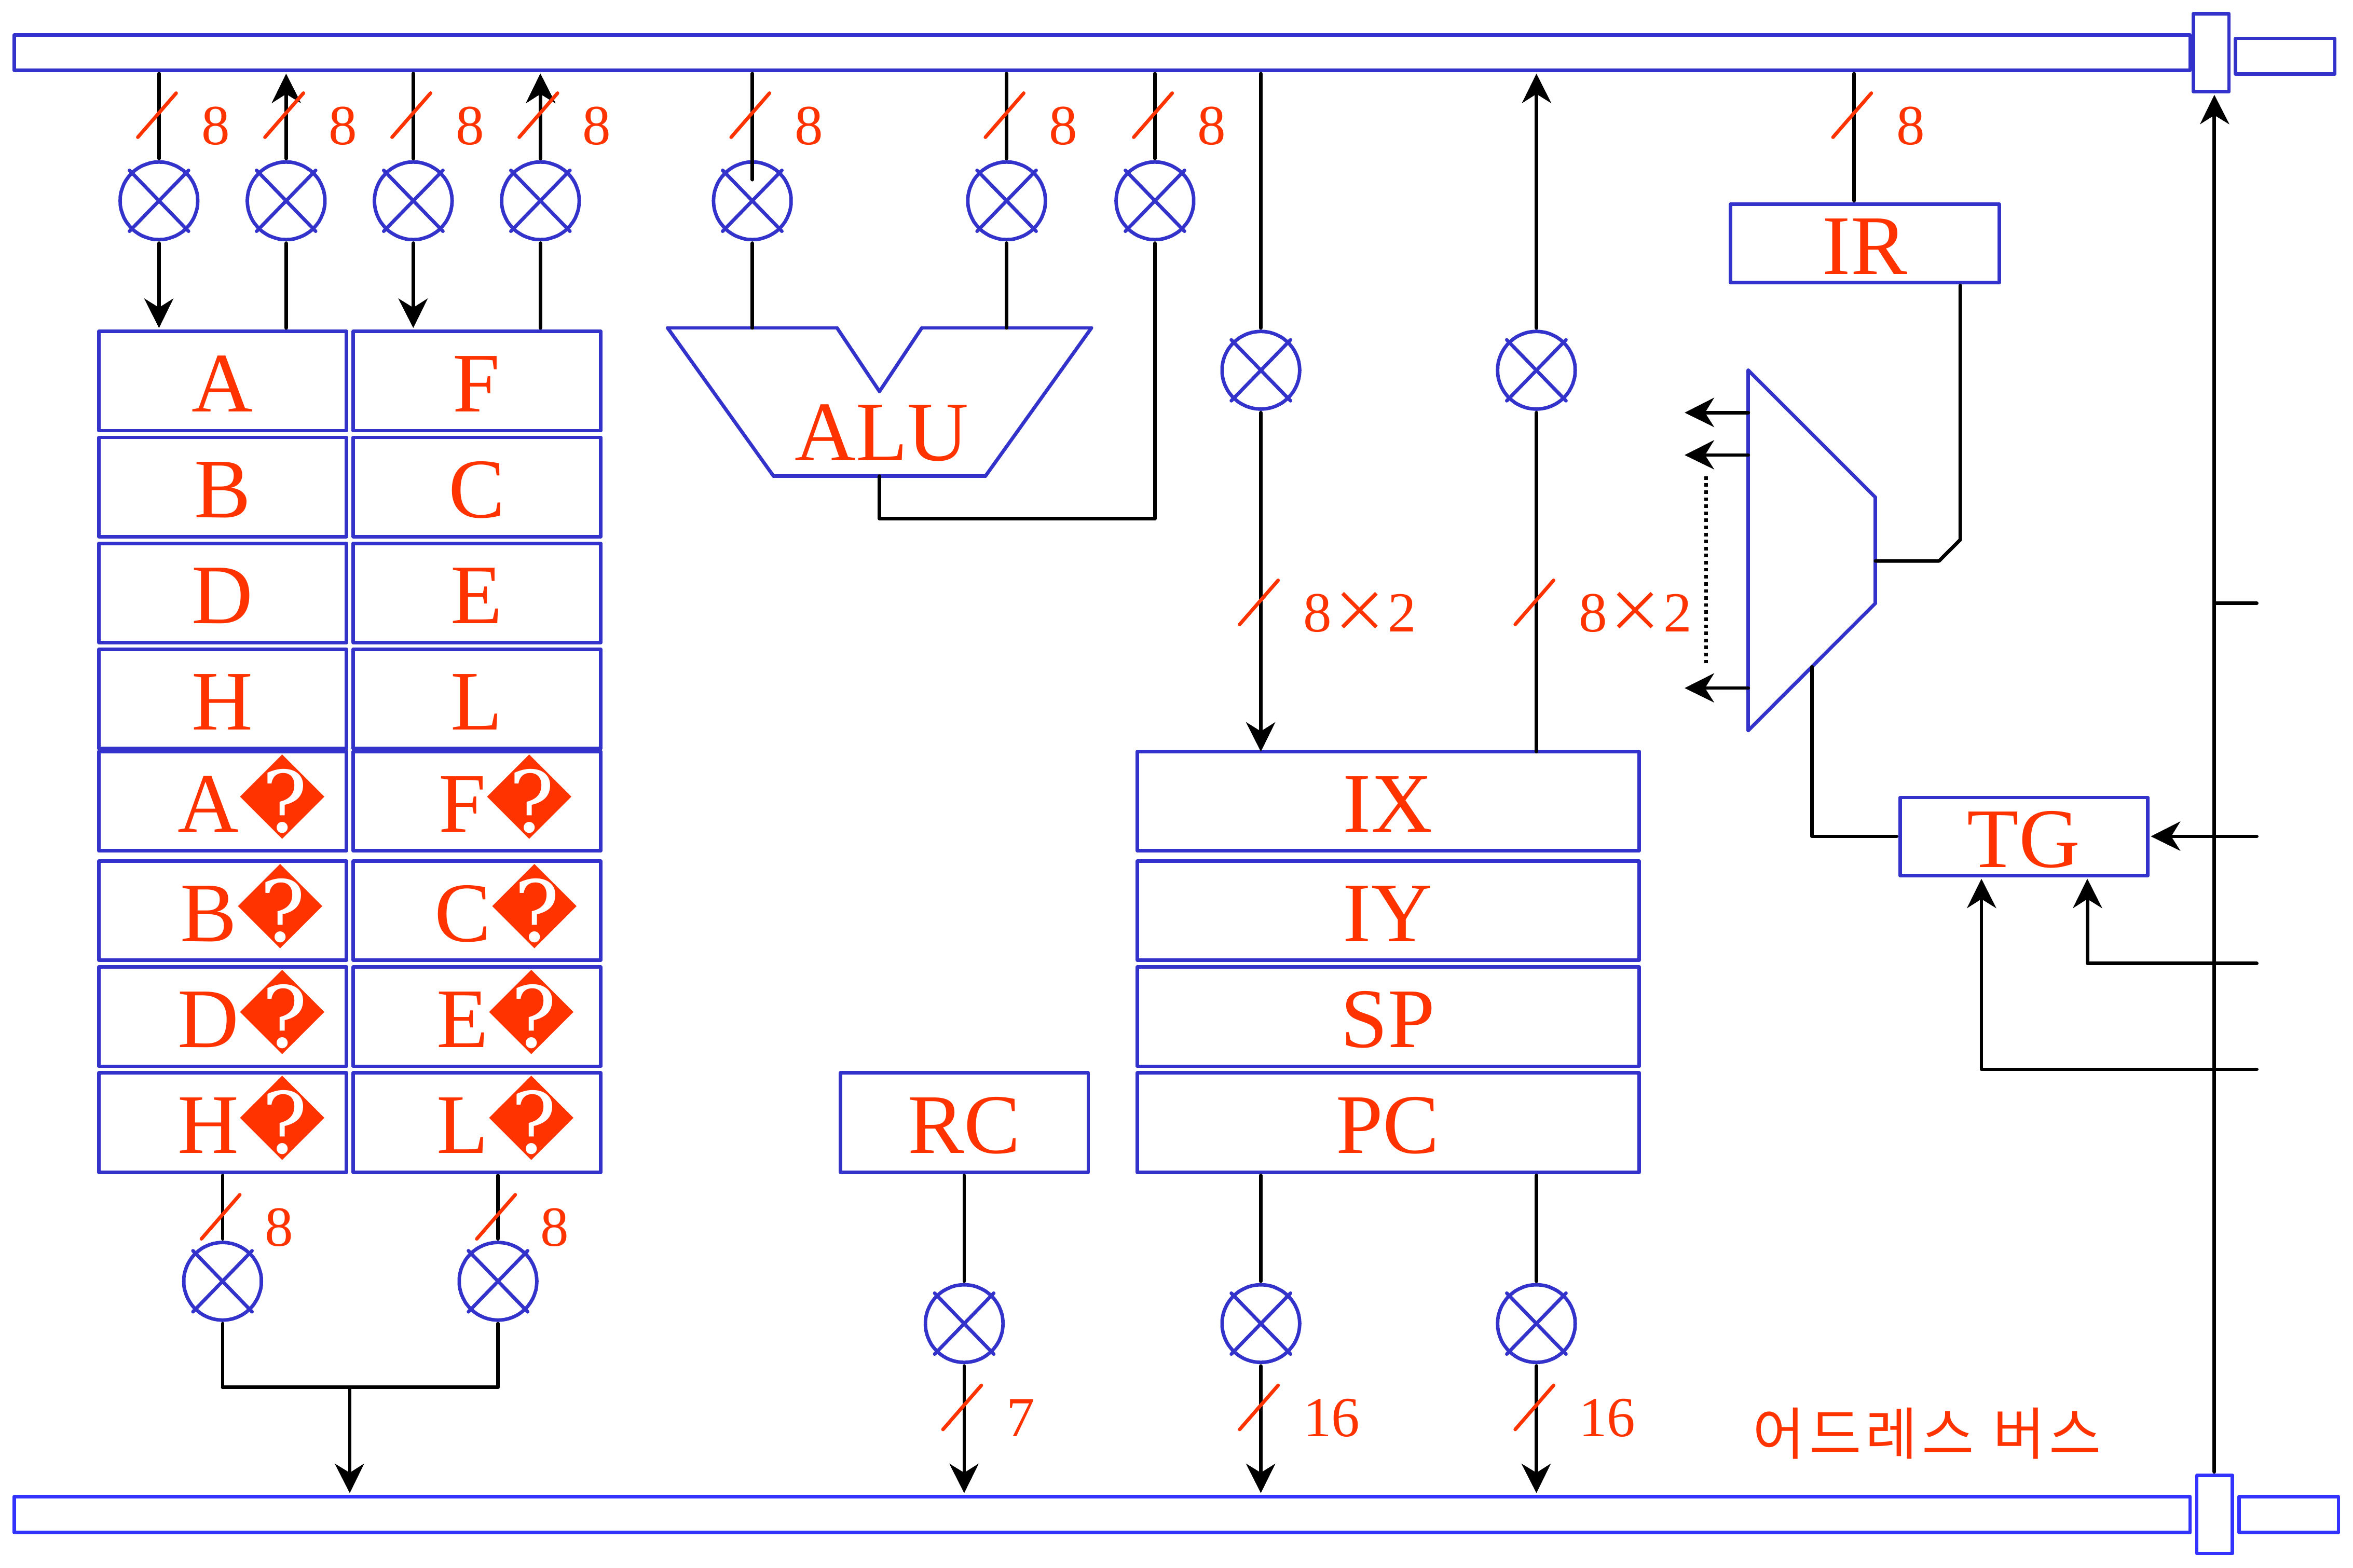 8 8 8 8 8 8 8 8
IR
A F
ALU
B C
D E
8×2 8×2
H L
A� F� IX
TG
B� C� IY
D� E� SP
H� L� RC PC
8 8
7 16 16 어드레스 버스